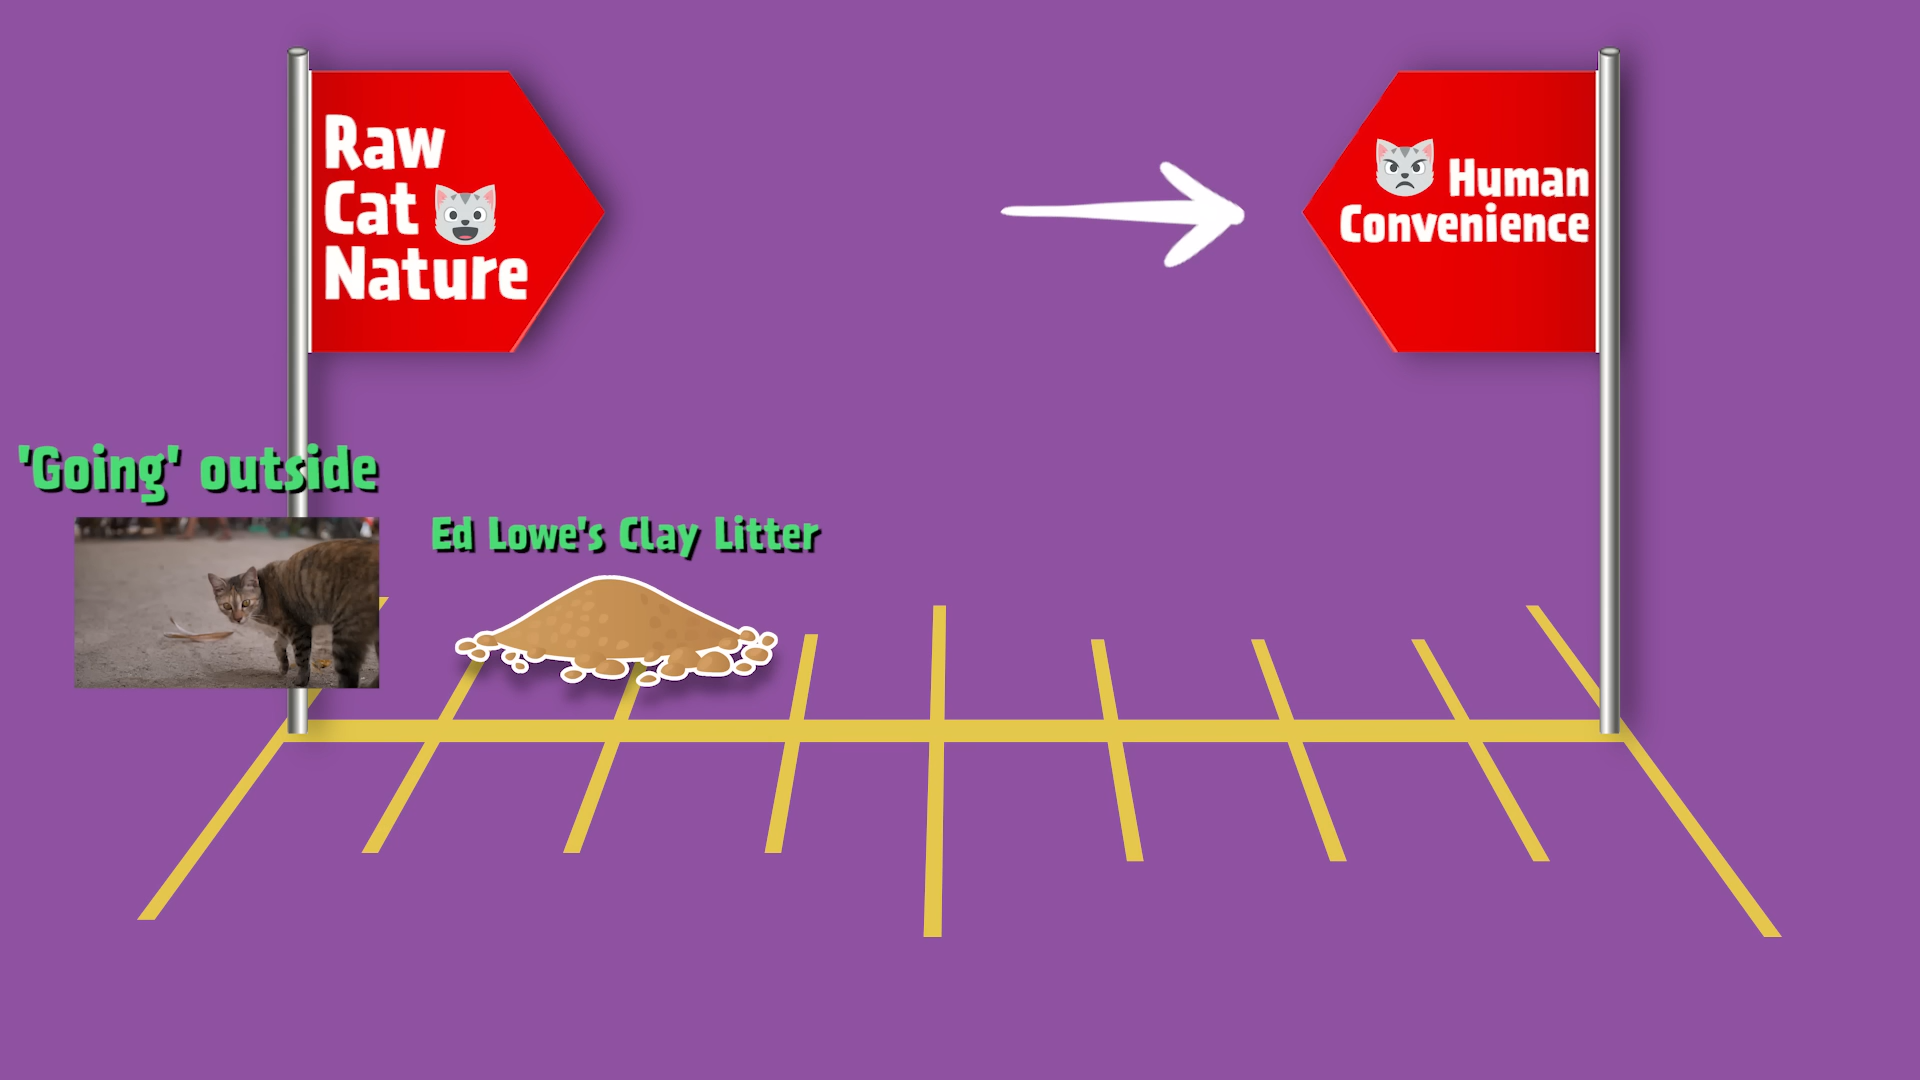 Raw
Cat
Nature
Human
Convenience
'Going' outside
Ed Lowe's Clay Litter